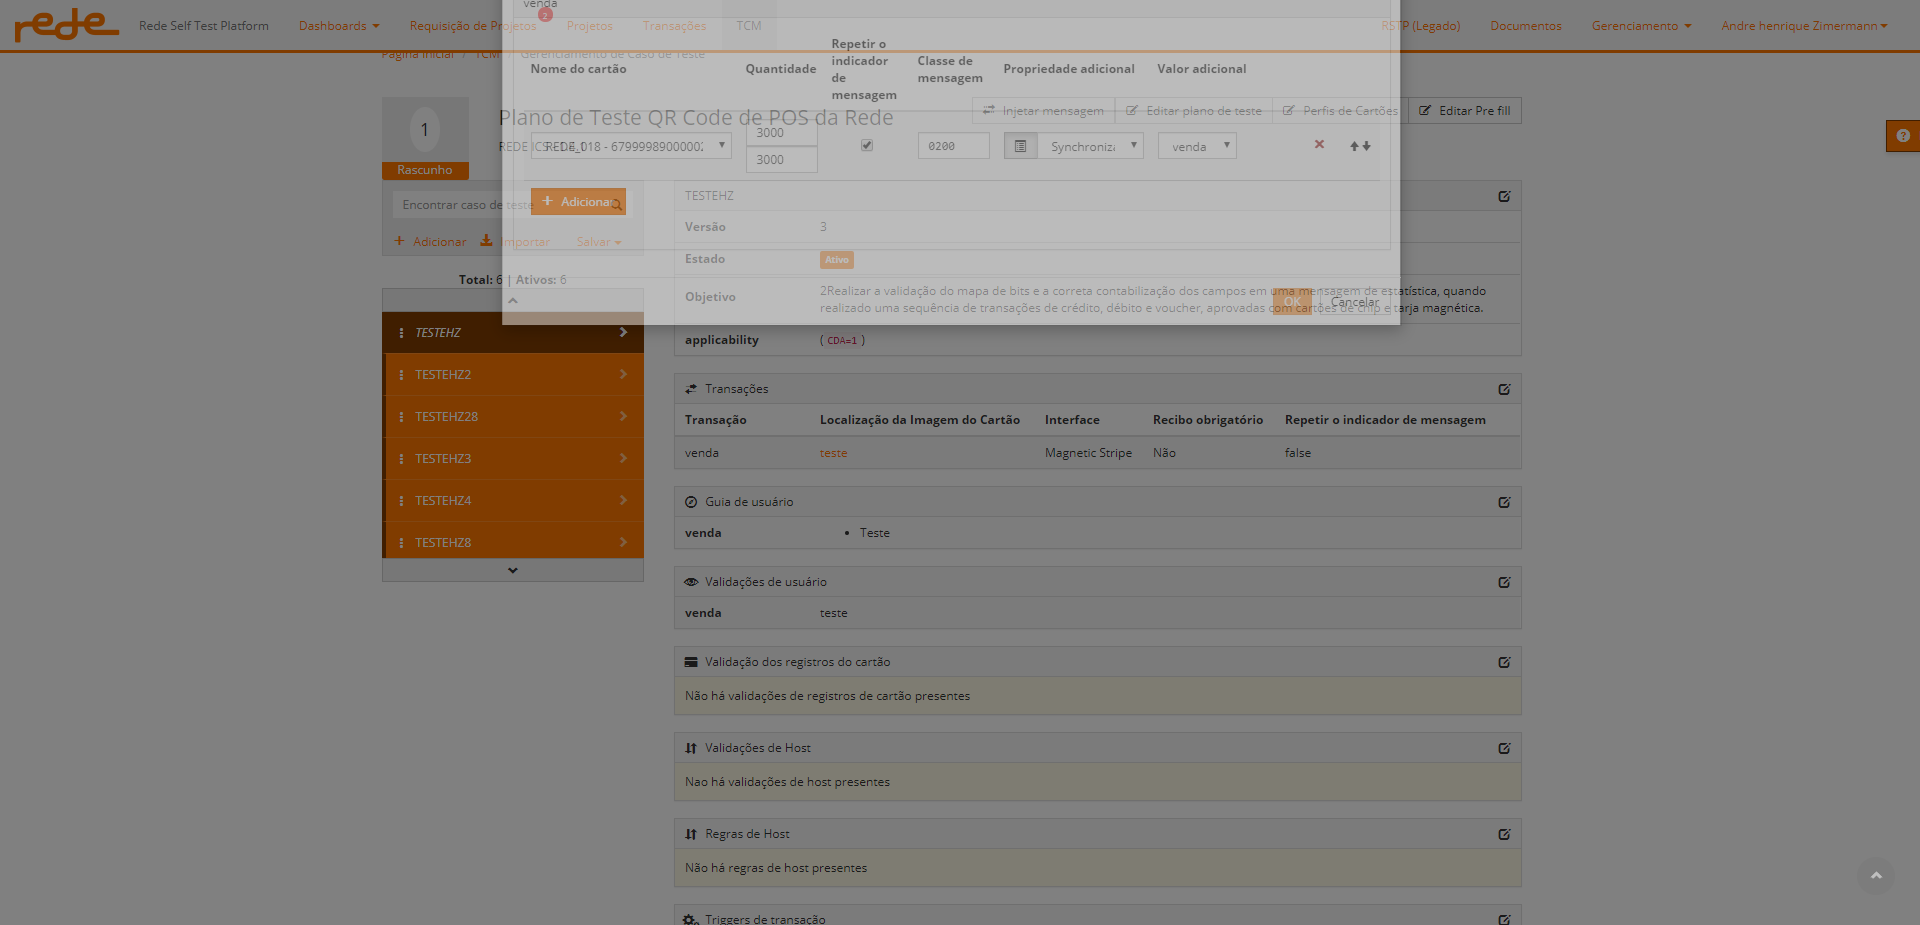 rede
Rede Self Test Platform
Dashboards
Requisição de Projetos
2
Projetos
Transações
TCM
RSTP (Legado)
Documentos
Gerenciamento
Andre henrique Zimermann
Página Inicial / TCM / Gerenciamento de Caso de Teste
venda
Nome do cartão
Quantidade
Repetir o indicador de mensagem
Classe de mensagem
Propriedade adicional
Valor adicional
1
Rascunho
Plano de Teste QR Code de POS da Rede
Injetar mensagem
Editar plano de teste
Perfis de Cartões
Editar Pre fill
REDE_018 -
3000
3000
0200
Synchroniz
venda
Adicionar
Encontrar caso de teste
Adicionar
Importar
Salvar
Total: 6 | Ativos: 6
TESTEHZ
TESTEHZ2
TESTEHZ28
TESTEHZ3
TESTEHZ4
TESTEHZ8
TESTEHZ
Versão 3
Estado Ativo
Objetivo
2Realizar a validação do mapa de bits e a correta contabilização dos campos em uma mensagem de estatística, quando
realizado uma sequência de transações de crédito, débito e voucher, aprovadas com cartões de chip e tarja magnética.
OK
Cancelar
applicability ( CDA=1 )
Transações
Transação Localização da Imagem do Cartão Interface Recibo obrigatório Repetir o indicador de mensagem
venda teste Magnetic Stripe Não false
Guia de usuário
venda • Teste
Validações de usuário
venda teste
Validação dos registros do cartão
Não há validações de registros de cartão presentes
Validações de Host
Nao há validações de host presentes
Regras de Host
Não há regras de host presentes
Triggers de transação